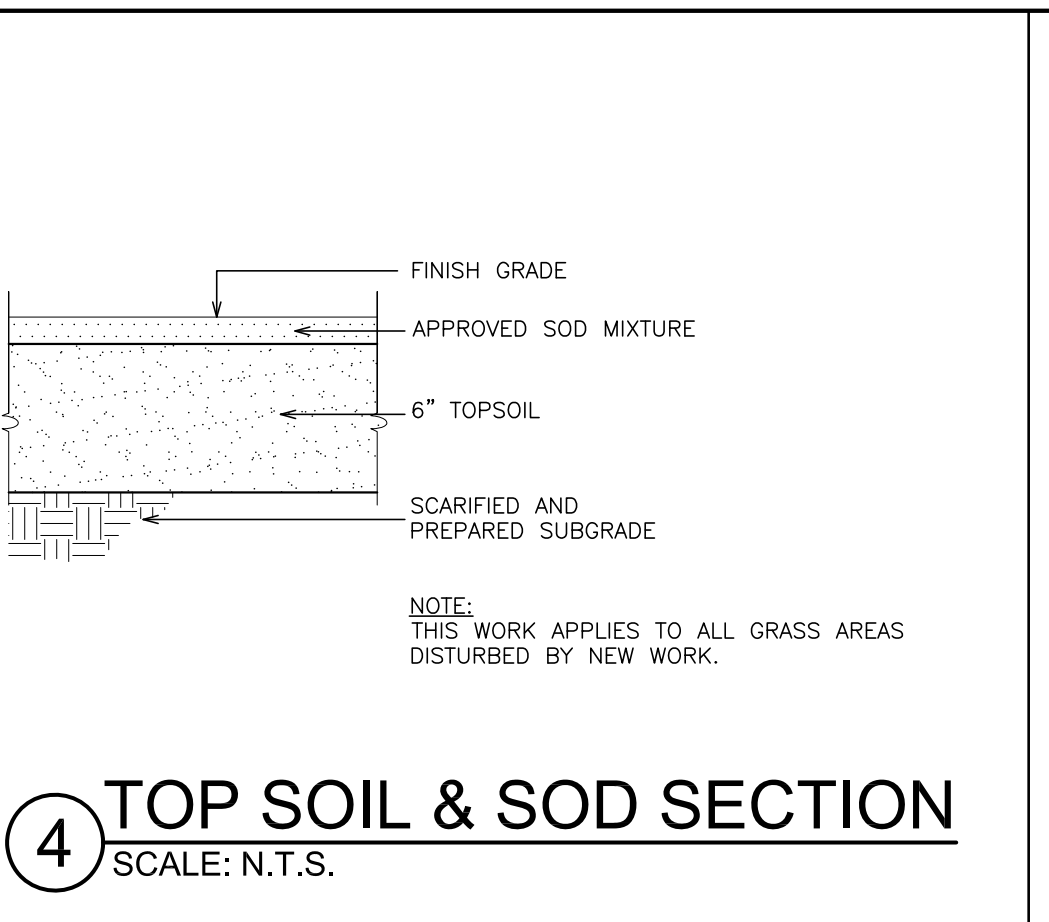 FINISH GRADE
APPROVED SOD MIXTURE
6" TOPSOIL
SCARIFIED AND
PREPARED SUBGRADE
NOTE:
THIS WORK APPLIES TO ALL GRASS AREAS
DISTURBED BY NEW WORK.
4 TOP SOIL & SOD SECTION
SCALE: N.T.S.